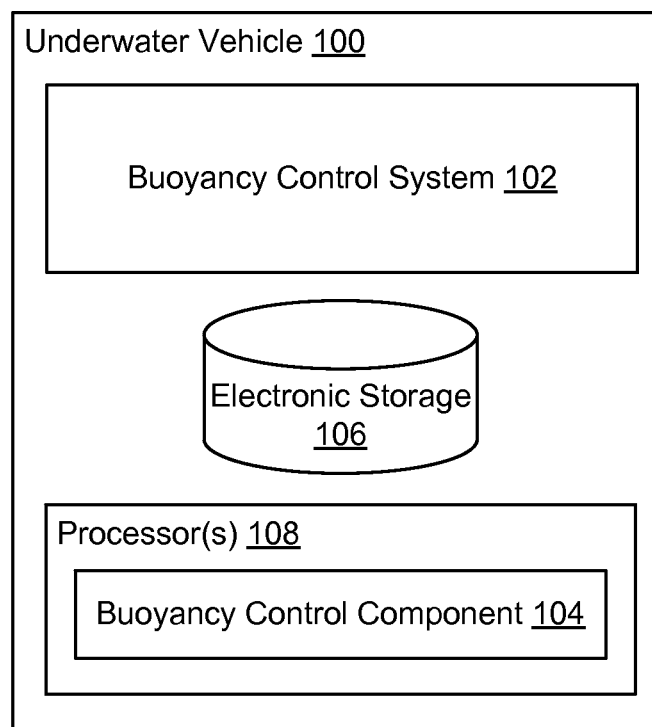 Underwater Vehicle 100
Buoyancy Control System 102
Electronic Storage
106
Processor(s) 108
Buoyancy Control Component 104